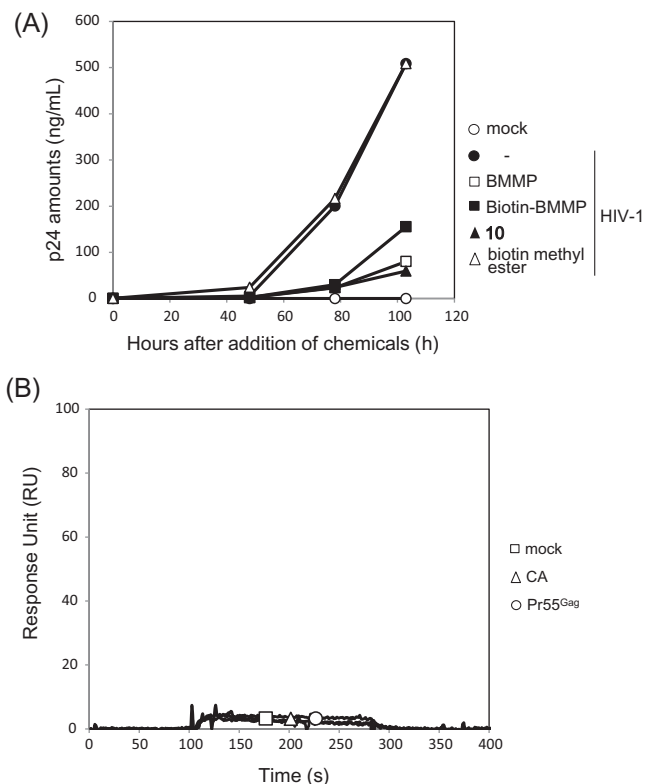 (A)
600
500
400
300
200
100
0
p24 amounts (ng/mL)
0 20 40 60 80 100 120
Hours after addition of chemicals (h)
mock
-
BMMP
Biotin-BMMP
10
biotin methyl
ester
HIV-1
(B)
100
80
60
40
20
0
Response Unit (RU)
0 50 100 150 200 250 300 350 400
Time (s)
mock
CA
Pr55Gag